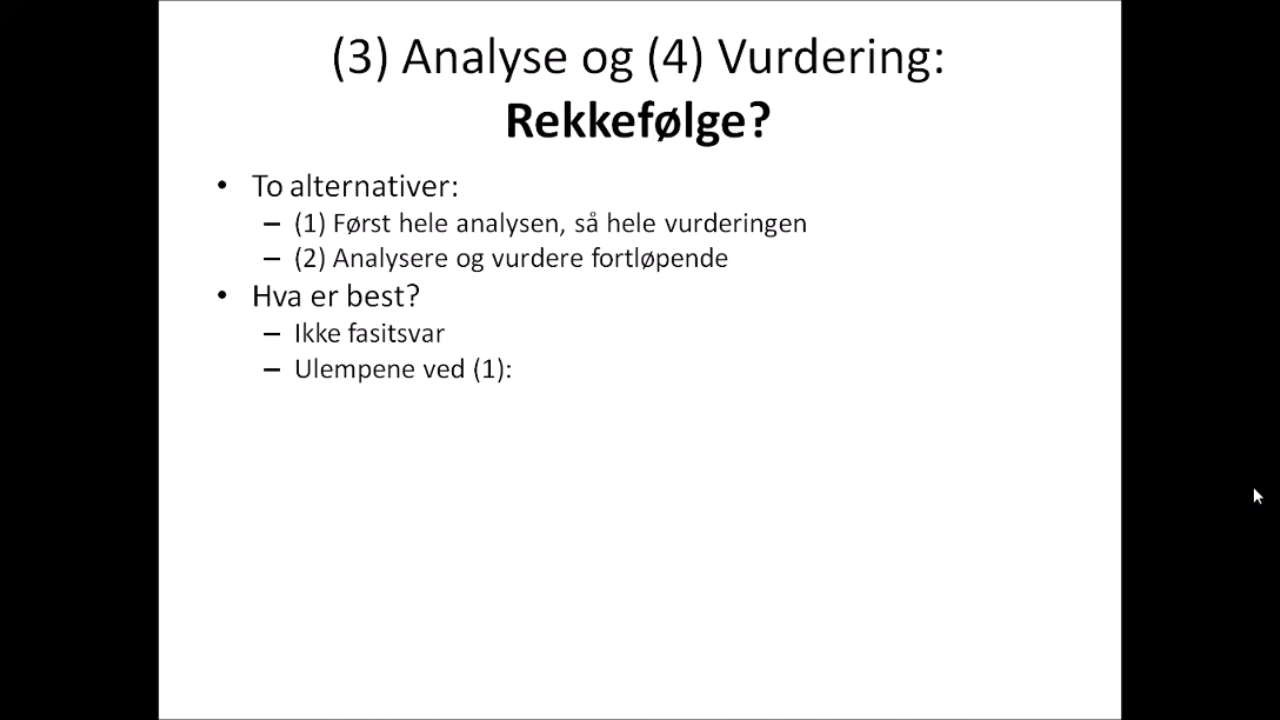 (3) Analyse og (4) Vurdering:
Rekkefølge?
• To alternativer:
– (1) Først hele analysen, så hele vurderingen
– (2) Analysere og vurdere fortløpende
• Hva er best?
– Ikke fasitsvar
– Ulempene ved (1):